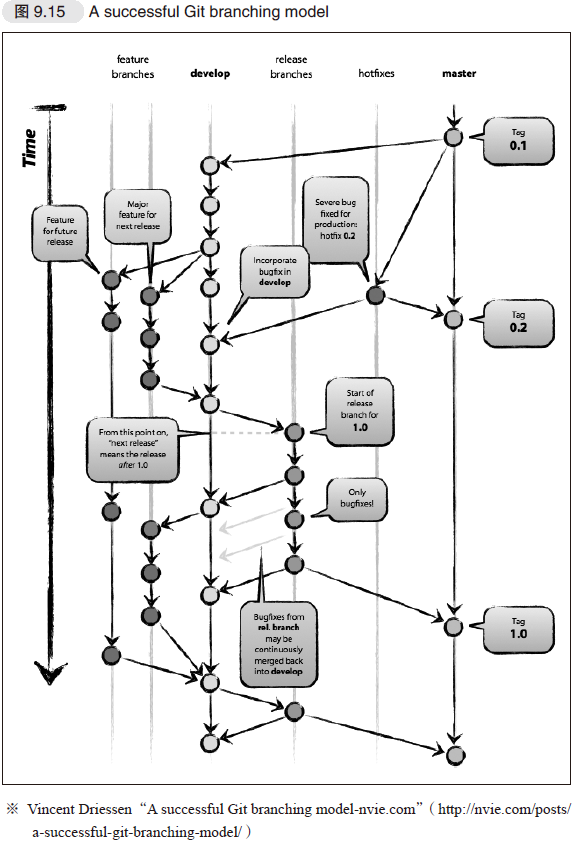 图 9.15 A successful Git branching model
feature
branches
develop
release
branches
hotfixes
master
Time
Tag
0.1
Major
feature for
next release
Severe bug
fixed for
production:
hotfix 0.2
Feature
for future
release
Incorporate
bugfix in
develop
Tag
0.2
Start of
release
branch for
1.0
From this point on,
“next release”
means the release
after 1.0
Only
bugfixes!
Bugfixes from
rel. branch
may be
continuously
merged back
into develop
Tag
1.0
※ Vincent Driessen “A successful Git branching model-nvie.com”（http://nvie.com/posts/
a-successful-git-branching-model/）